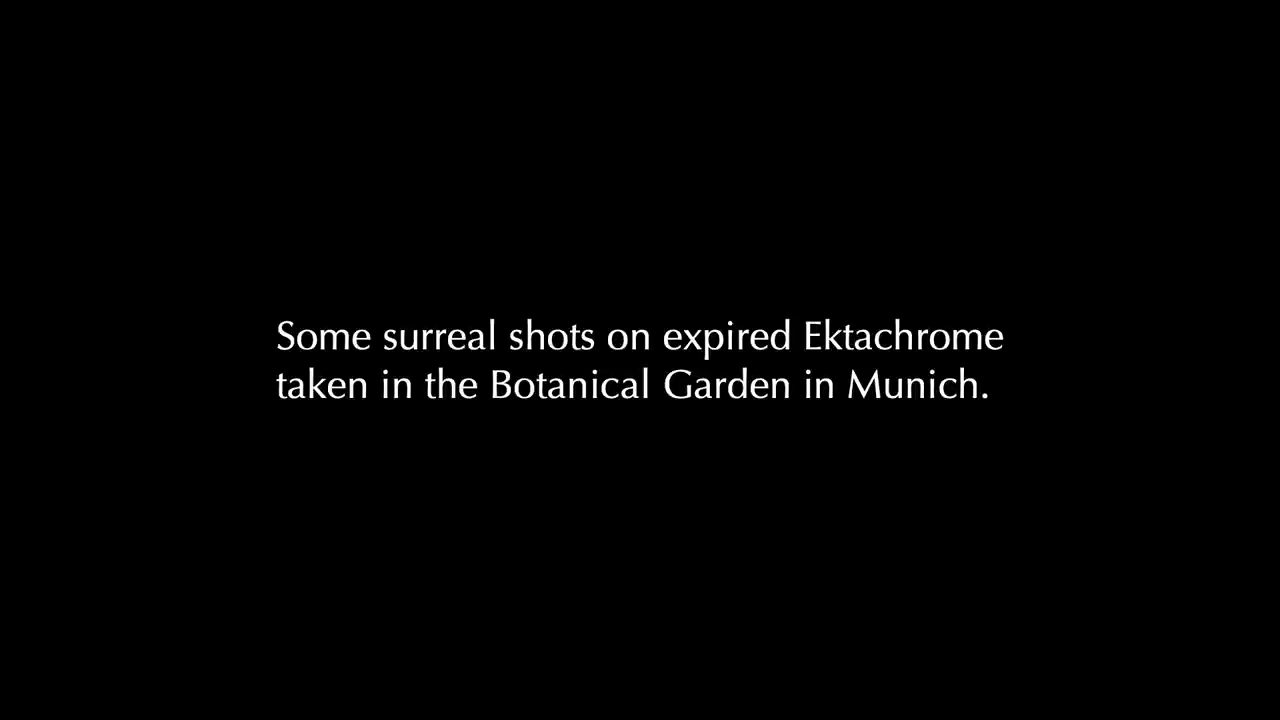 Some surreal shots on expired Ektachrome
taken in the Botanical Garden in Munich.